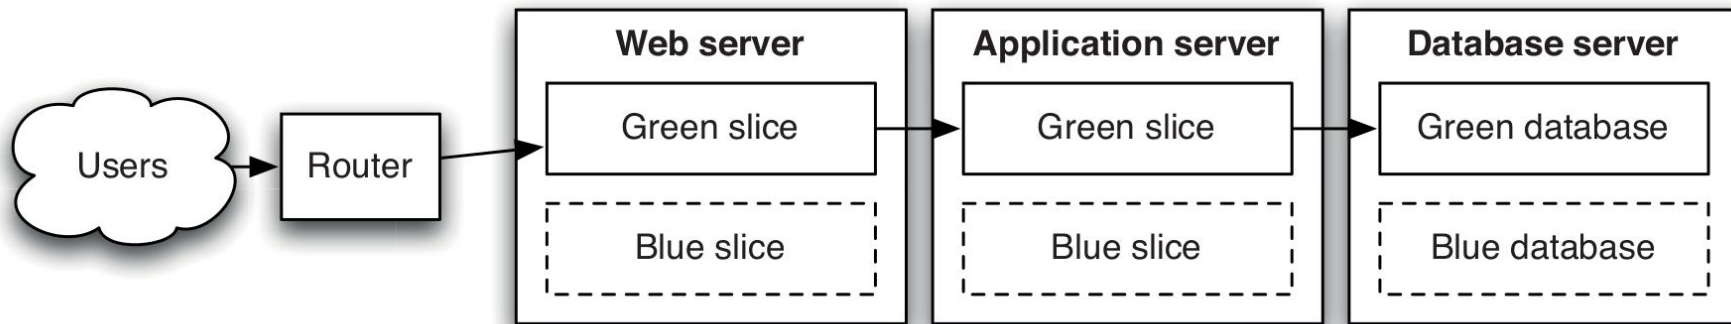 Users
Router
Web server
Green slice
Blue slice
Application server
Green slice
Blue slice
Database server
Green database
Blue database